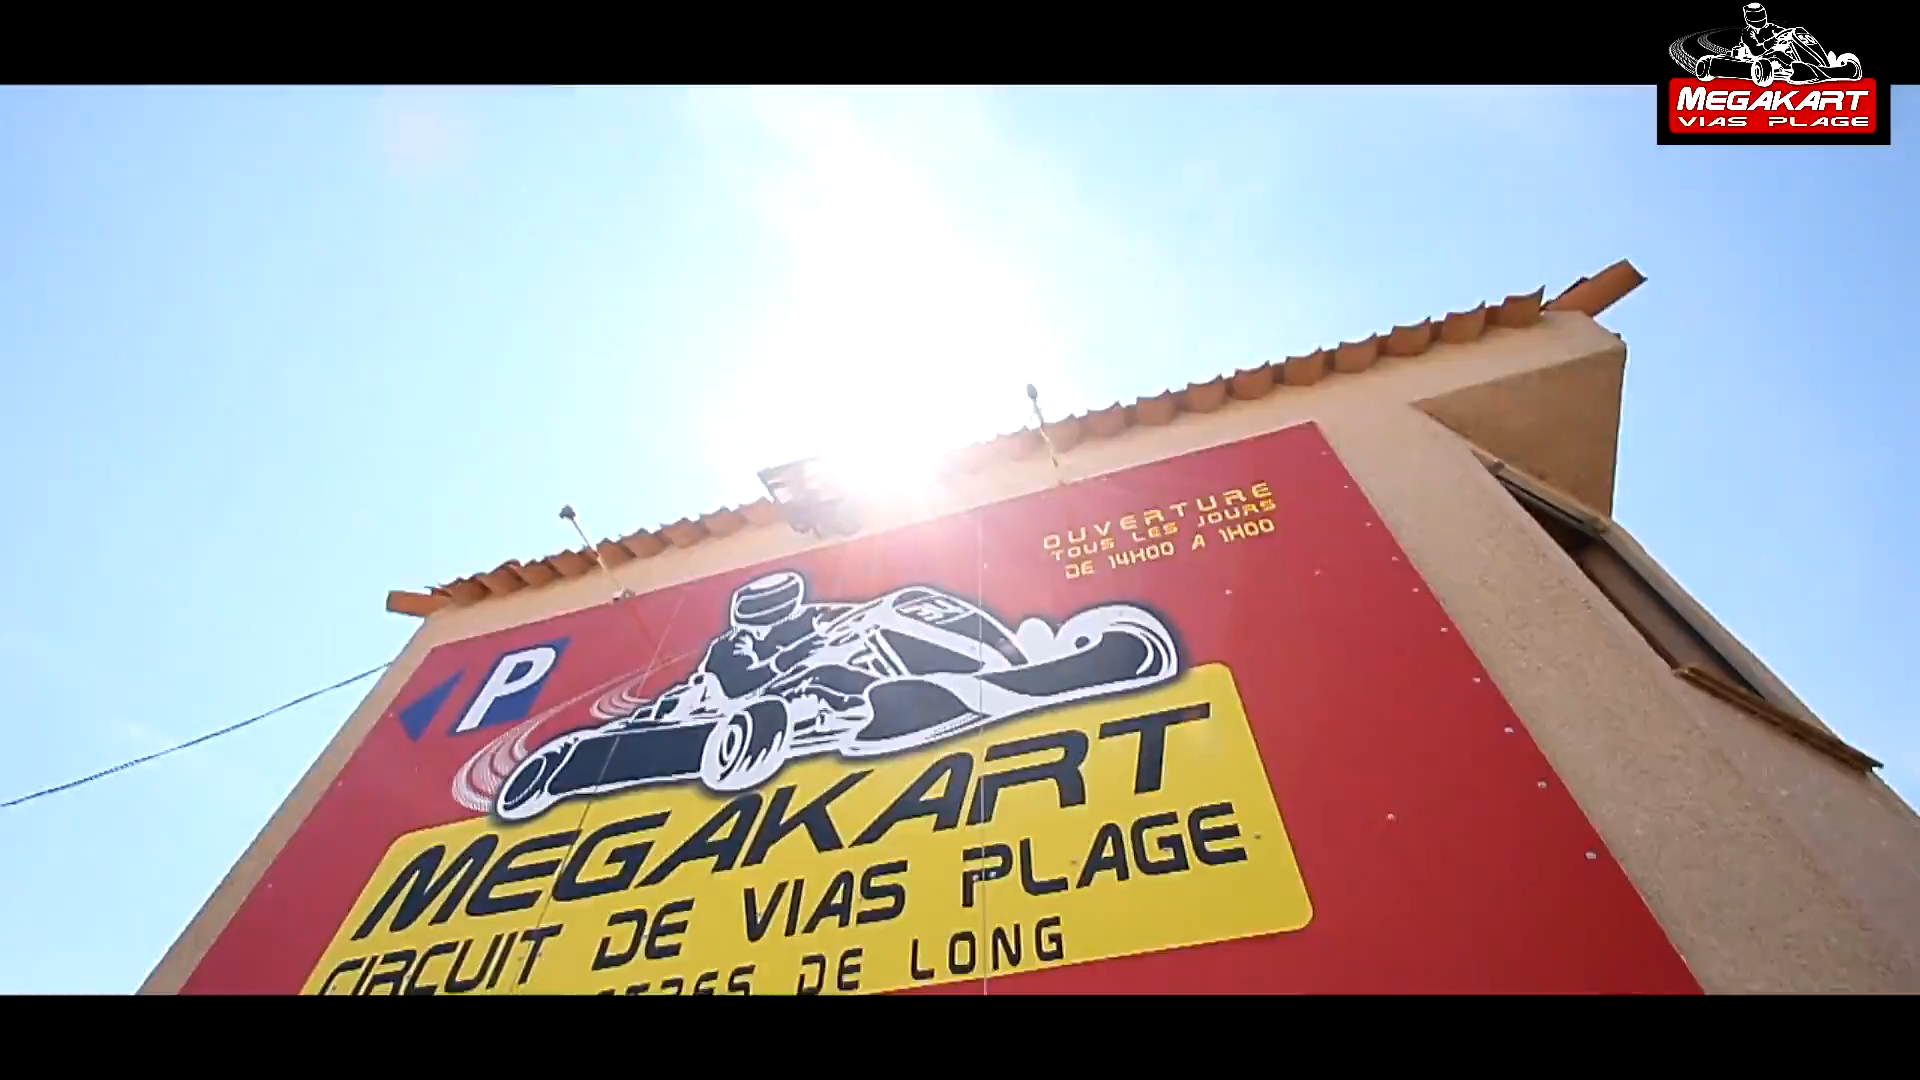 MEGAKART
VIAS PLAGE
OUVERTURE
TOUS LES JOURS
DE 14H00 A 1H00
P
MEGAKART
CIRCUIT DE VIAS PLAGE
DE LONG